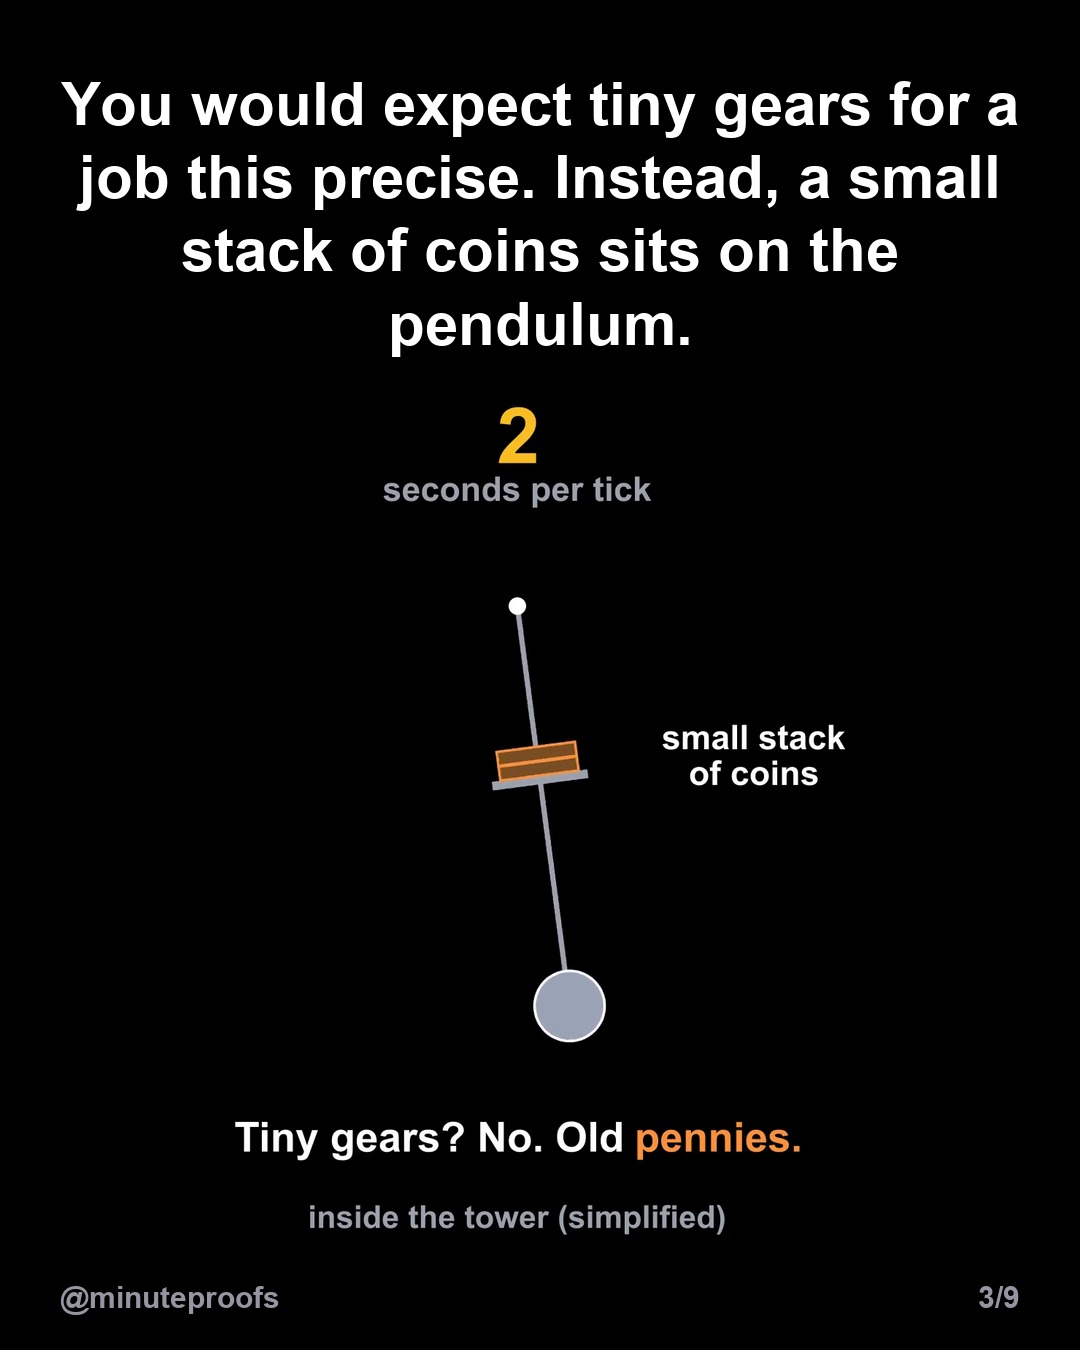 You would expect tiny gears for a
job this precise. Instead, a small
stack of coins sits on the
pendulum.
2
seconds per tick
small stack
of coins
Tiny gears? No. Old pennies.
inside the tower (simplified)
@minuteproofs
3/9